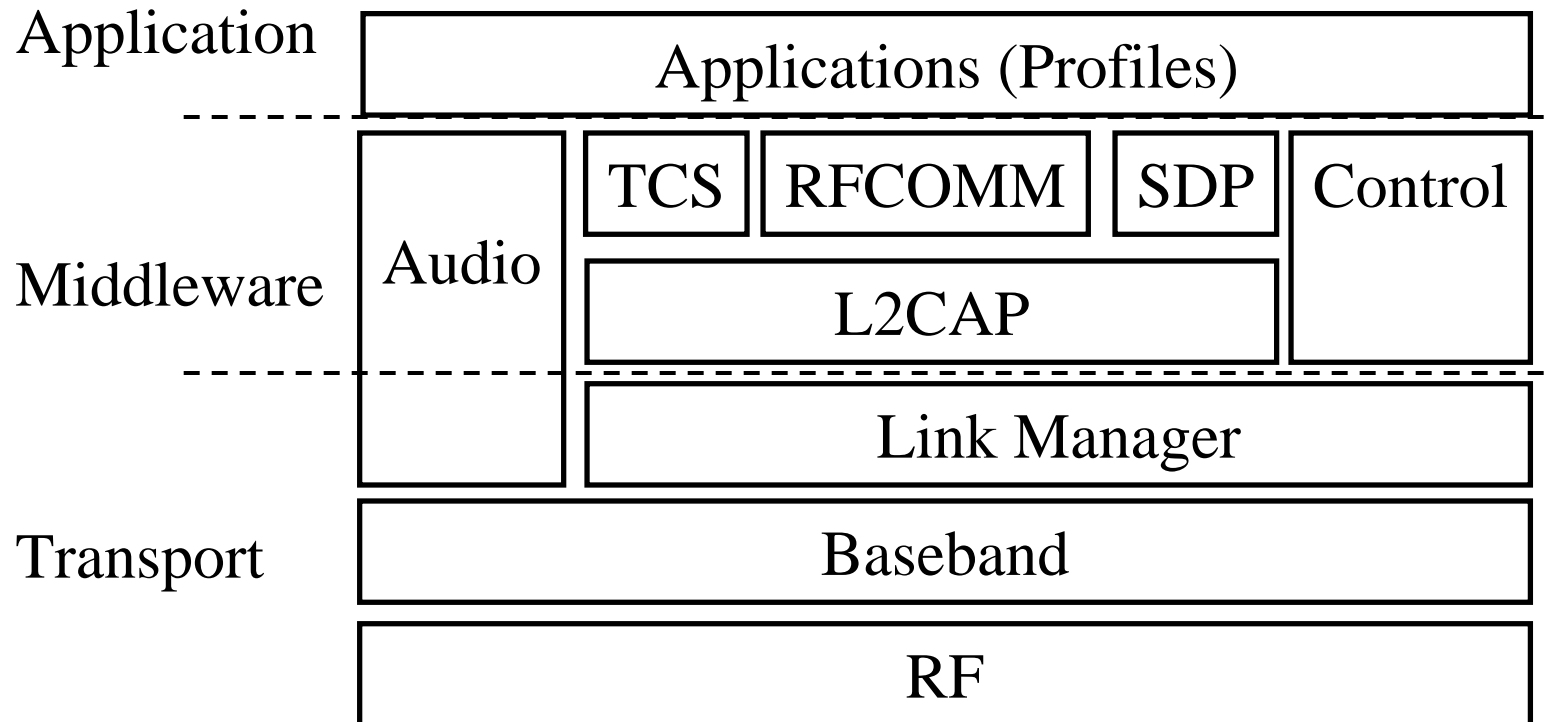 Application
Applications (Profiles)
TCS RFCOMM SDP Control
Audio
Middleware
L2CAP
Link Manager
Transport
Baseband
RF